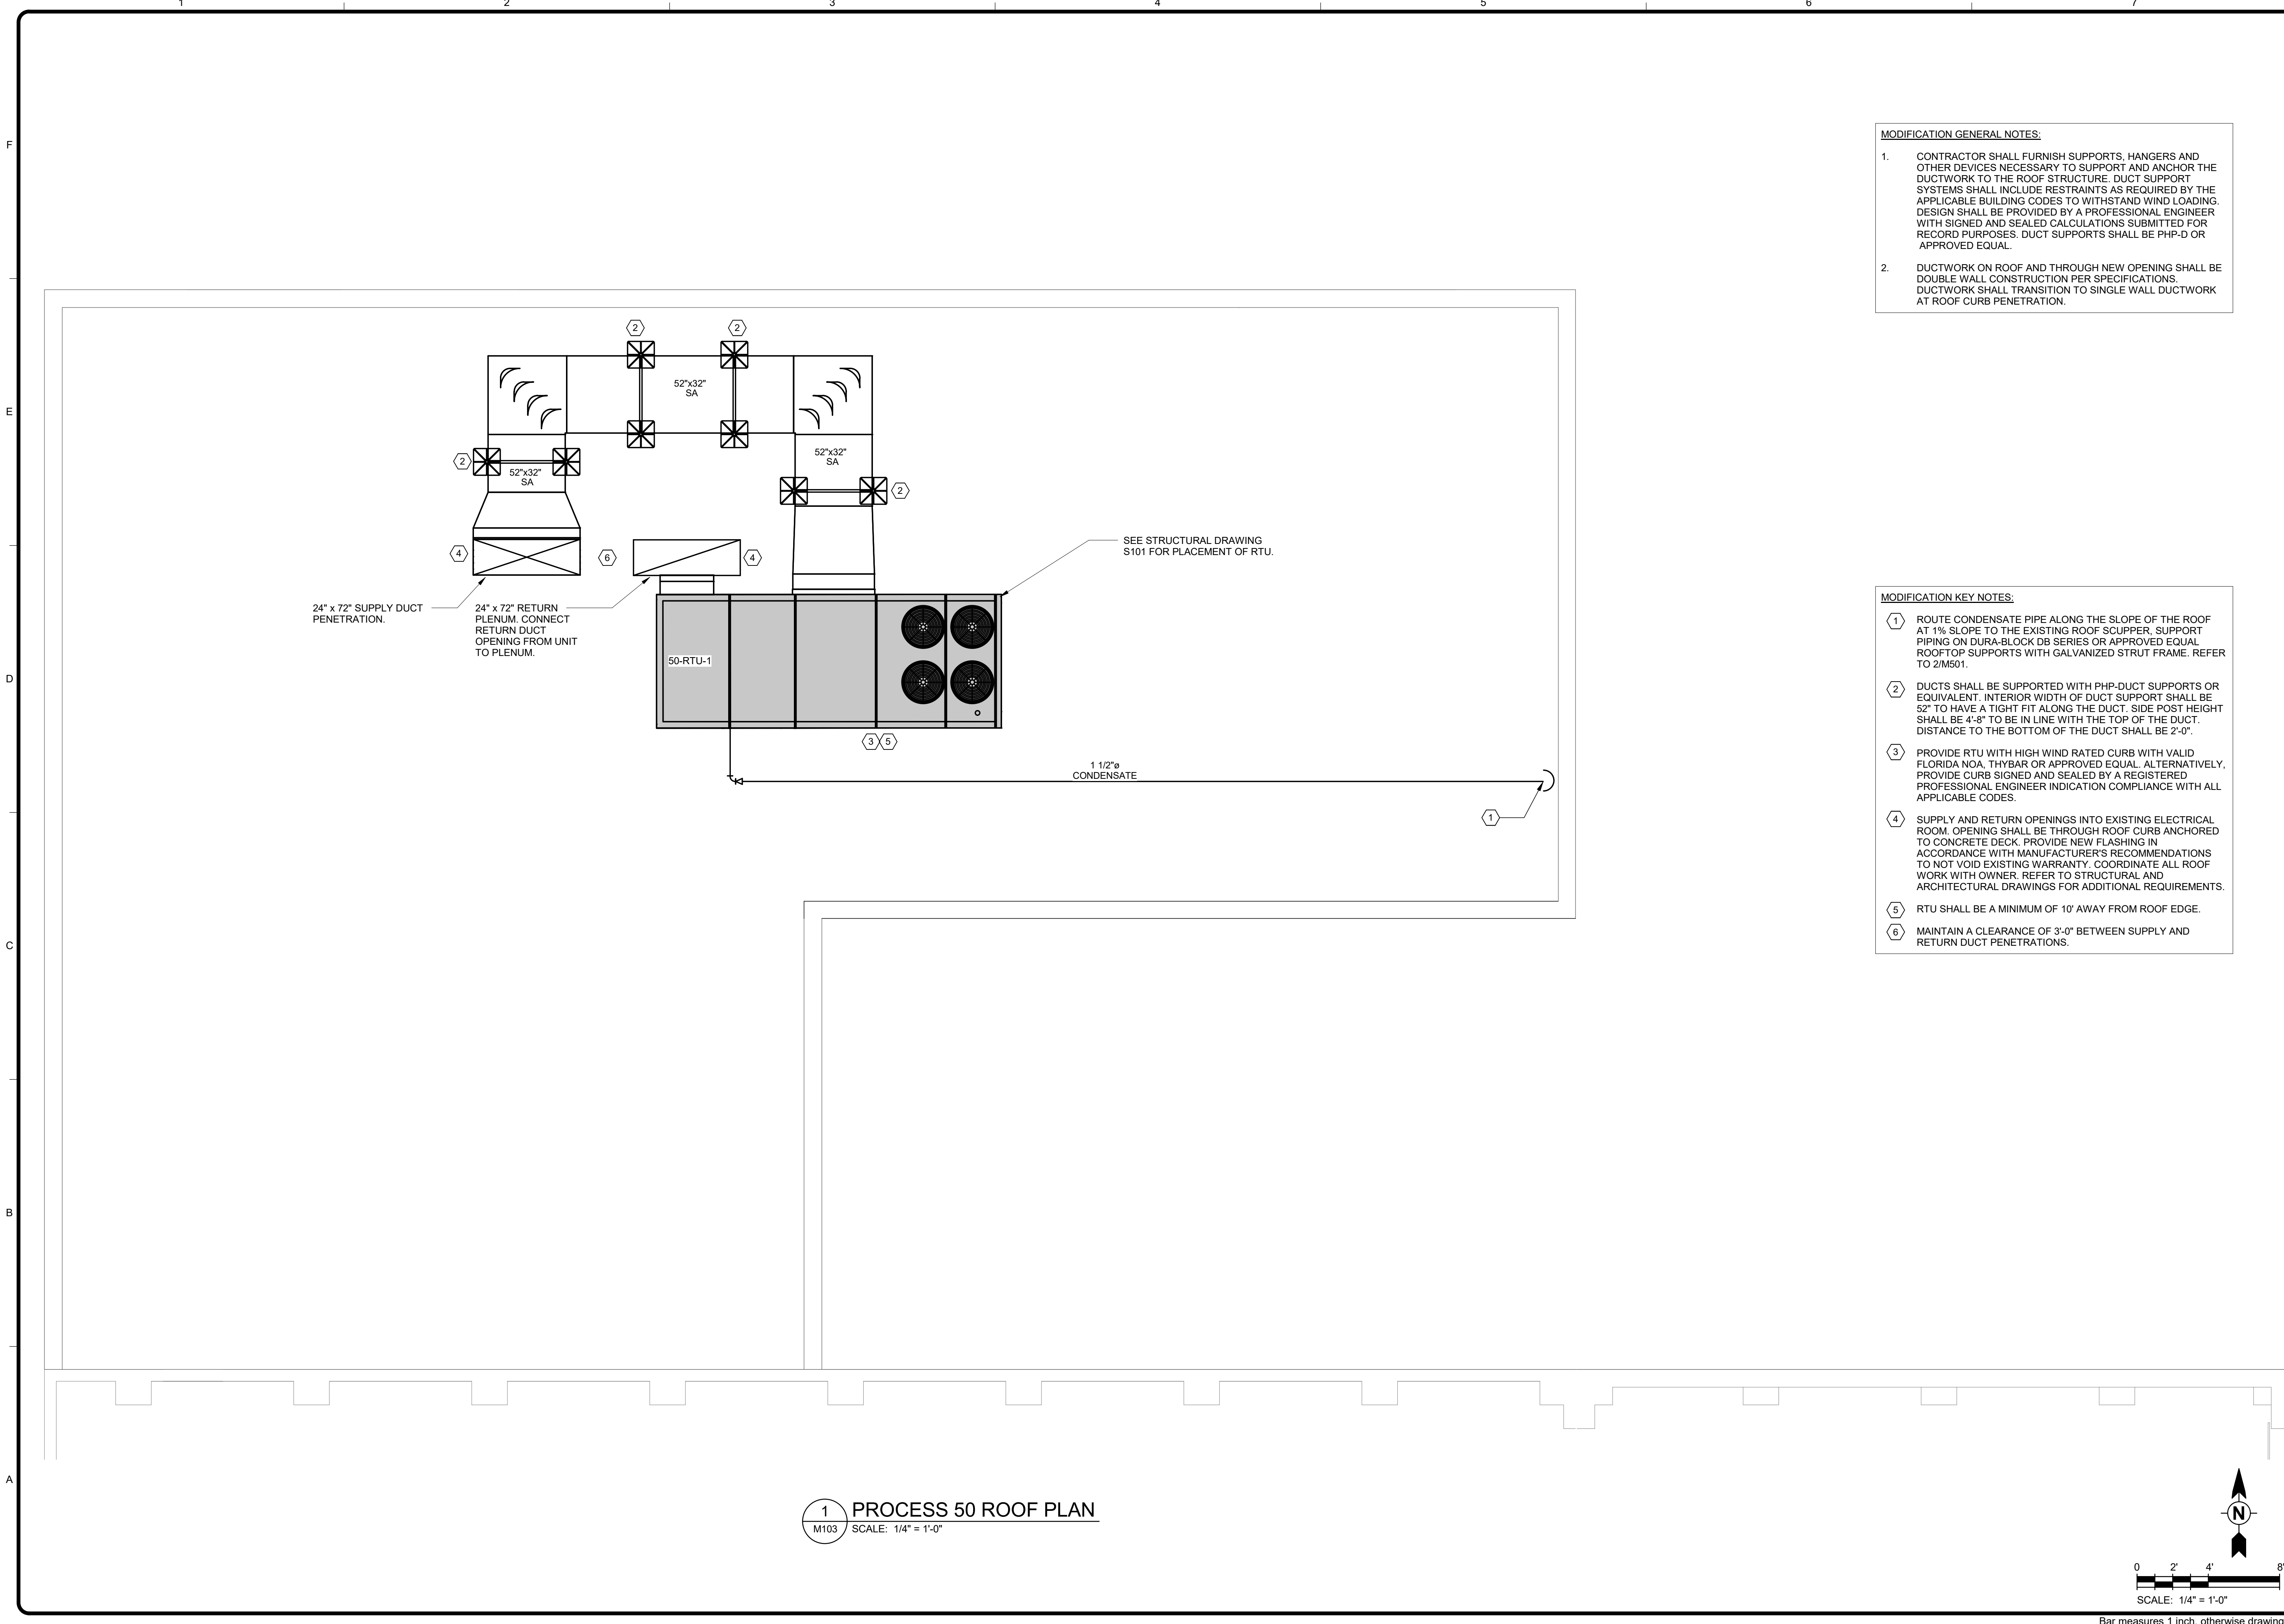 1 2 3 4 5 6 7
F
E
D
C
B
A
MODIFICATION GENERAL NOTES:
1. CONTRACTOR SHALL FURNISH SUPPORTS, HANGERS AND
OTHER DEVICES NECESSARY TO SUPPORT AND ANCHOR THE
DUCTWORK TO THE ROOF STRUCTURE. DUCT SUPPORT
SYSTEMS SHALL INCLUDE RESTRAINTS AS REQUIRED BY THE
APPLICABLE BUILDING CODES TO WITHSTAND WIND LOADING.
DESIGN SHALL BE PROVIDED BY A PROFESSIONAL ENGINEER
WITH SIGNED AND SEALED CALCULATIONS SUBMITTED FOR
RECORD PURPOSES. DUCT SUPPORTS SHALL BE PHP-D OR
APPROVED EQUAL.
2. DUCTWORK ON ROOF AND THROUGH NEW OPENING SHALL BE
DOUBLE WALL CONSTRUCTION PER SPECIFICATIONS.
DUCTWORK SHALL TRANSITION TO SINGLE WALL DUCTWORK
AT ROOF CURB PENETRATION.
2
2
52"x32"
SA
2
52"x32"
SA
52"x32"
SA
2
4
6
4
SEE STRUCTURAL DRAWING
S101 FOR PLACEMENT OF RTU.
24" x 72" SUPPLY DUCT
PENETRATION.
24" x 72" RETURN
PLENUM. CONNECT
RETURN DUCT
OPENING FROM UNIT
TO PLENUM.
50-RTU-1
3 5
1 1/2"ø
CONDENSATE
1
MODIFICATION KEY NOTES:
1 ROUTE CONDENSATE PIPE ALONG THE SLOPE OF THE ROOF
AT 1% SLOPE TO THE EXISTING ROOF SCUPPER, SUPPORT
PIPING ON DURA-BLOCK DB SERIES OR APPROVED EQUAL
ROOFTOP SUPPORTS WITH GALVANIZED STRUT FRAME. REFER
TO 2/M501.
2 DUCTS SHALL BE SUPPORTED WITH PHP-DUCT SUPPORTS OR
EQUIVALENT. INTERIOR WIDTH OF DUCT SUPPORT SHALL BE
52" TO HAVE A TIGHT FIT ALONG THE DUCT. SIDE POST HEIGHT
SHALL BE 4'-8" TO BE IN LINE WITH THE TOP OF THE DUCT.
DISTANCE TO THE BOTTOM OF THE DUCT SHALL BE 2'-0".
3 PROVIDE RTU WITH HIGH WIND RATED CURB WITH VALID
FLORIDA NOA, THYBAR OR APPROVED EQUAL. ALTERNATIVELY,
PROVIDE CURB SIGNED AND SEALED BY A REGISTERED
PROFESSIONAL ENGINEER INDICATION COMPLIANCE WITH ALL
APPLICABLE CODES.
4 SUPPLY AND RETURN OPENINGS INTO EXISTING ELECTRICAL
ROOM. OPENING SHALL BE THROUGH ROOF CURB ANCHORED
TO CONCRETE DECK. PROVIDE NEW FLASHING IN
ACCORDANCE WITH MANUFACTURER'S RECOMMENDATIONS
TO NOT VOID EXISTING WARRANTY. COORDINATE ALL ROOF
WORK WITH OWNER. REFER TO STRUCTURAL AND
ARCHITECTURAL DRAWINGS FOR ADDITIONAL REQUIREMENTS.
5 RTU SHALL BE A MINIMUM OF 10' AWAY FROM ROOF EDGE.
6 MAINTAIN A CLEARANCE OF 3'-0" BETWEEN SUPPLY AND
RETURN DUCT PENETRATIONS.
1 PROCESS 50 ROOF PLAN
M103 SCALE: 1/4" = 1'-0"
N
0 2' 4' 8'
SCALE: 1/4" = 1'-0"
Bar measures 1 inch, otherwise drawing